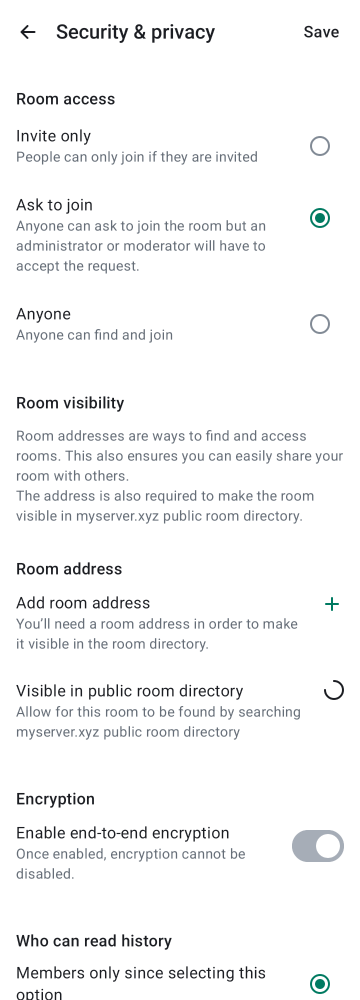 Security & privacy
Save
Room access
Invite only
People can only join if they are invited
Ask to join
Anyone can ask to join the room but an
administrator or moderator will have to
accept the request.
Anyone
Anyone can find and join
Room visibility
Room addresses are ways to find and access
rooms. This also ensures you can easily share your
room with others.
The address is also required to make the room
visible in myserver.xyz public room directory.
Room address
Add room address
You’ll need a room address in order to make
it visible in the room directory.
Visible in public room directory
Allow for this room to be found by searching
myserver.xyz public room directory
Encryption
Enable end-to-end encryption
Once enabled, encryption cannot be
disabled.
Who can read history
Members only since selecting this
option